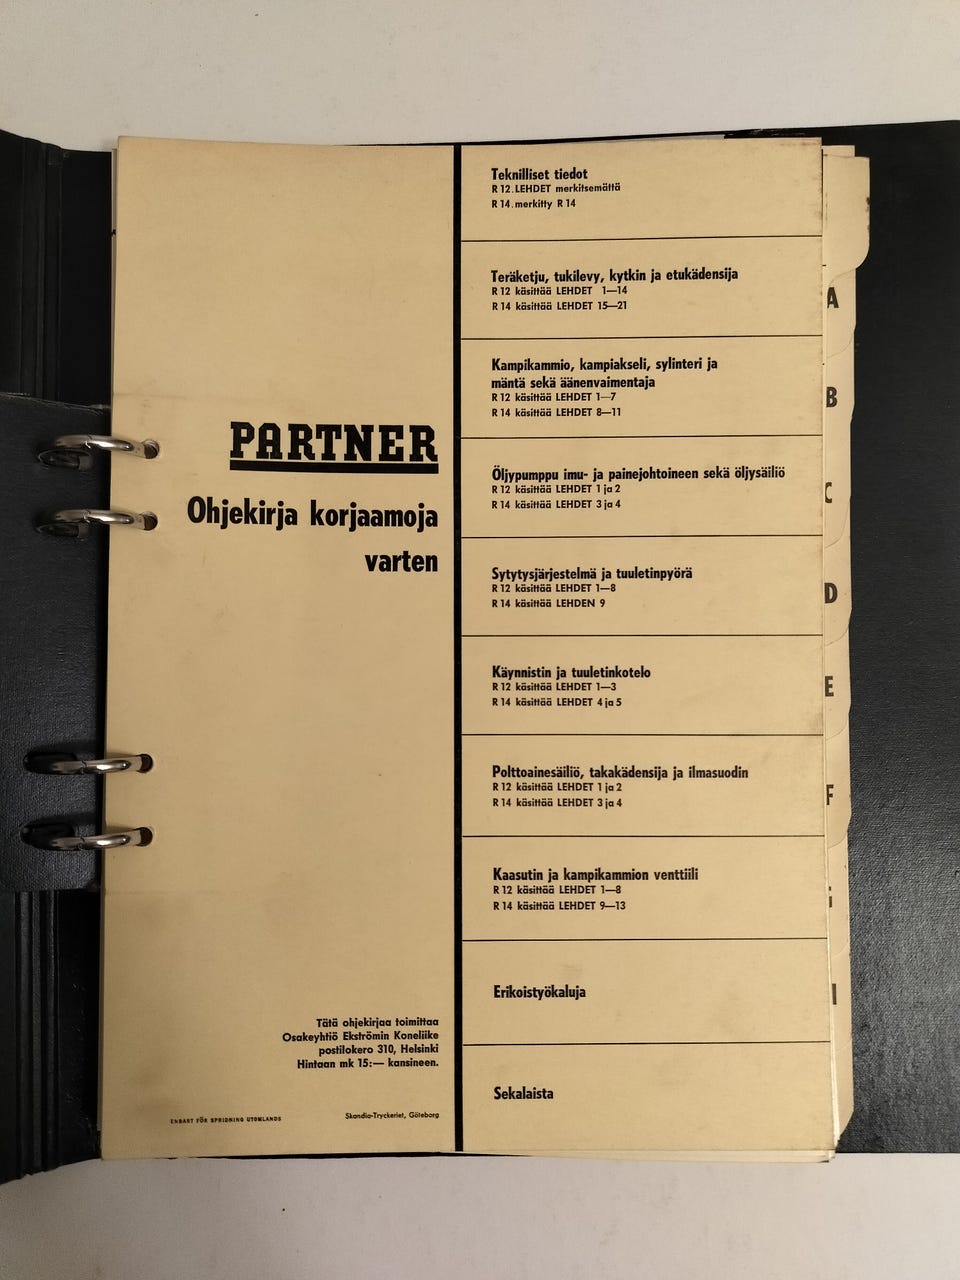 PARTNER
Ohjekirja korjaamoja
varten
Tätä ohjekirjaa toimittaa
Osakeyhtiö Ekströmin Koneliike
postilokero 310, Helsinki
Hintaan mk 15:— kansineen.
ENBART FÖR SPRIDNING UTOMLANDS
Skandia-Tryckeriet, Göteborg
Teknilliset tiedot
R 12. LEHDET merkitsemättä
R 14. merkitty R 14
Teräketju, tukilevy, kytkin ja etukädensija
R 12 käsittää LEHDET 1—14
R 14 käsittää LEHDET 15—21
Kampikammio, kampiakseli, sylinteri ja
mäntä sekä äänenvaimentaja
R 12 käsittää LEHDET 1—7
R 14 käsittää LEHDET 8—11
Öljypumppu imu- ja painejohtoineen sekä öljysäiliö
R 12 käsittää LEHDET 1 ja 2
R 14 käsittää LEHDET 3 ja 4
Sytytysjärjestelmä ja tuuletinpyörä
R 12 käsittää LEHDET 1—8
R 14 käsittää LEHDEN 9
Käynnistin ja tuuletinkotelo
R 12 käsittää LEHDET 1—3
R 14 käsittää LEHDET 4 ja 5
Polttoainesäiliö, takakädensija ja ilmasuodin
R 12 käsittää LEHDET 1 ja 2
R 14 käsittää LEHDET 3 ja 4
Kaasutin ja kampikammion venttiili
R 12 käsittää LEHDET 1—8
R 14 käsittää LEHDET 9—13
Erikoistyökaluja
Sekalaista
A
B
C
D
E
F